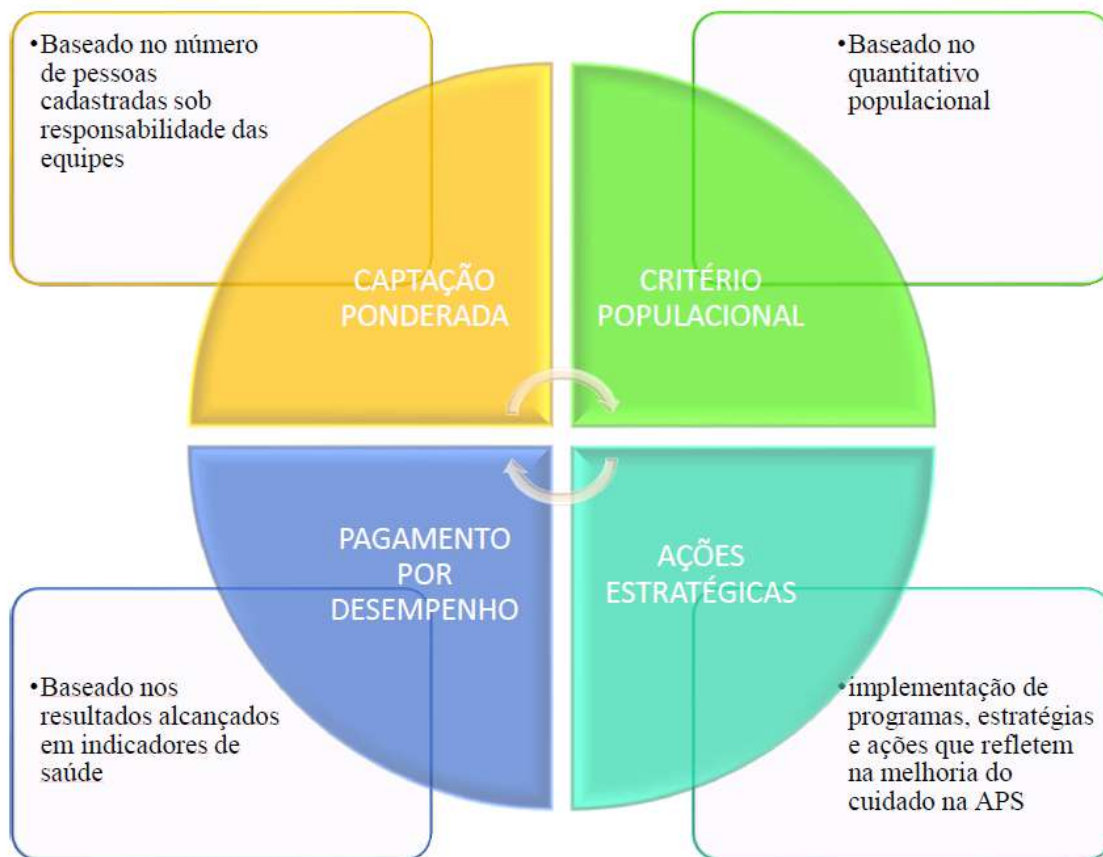 •Baseado no número
de pessoas
cadastradas sob
responsabilidade das
equipes
•Baseado no
quantitativo
populacional
CAPTAÇÃO
PONDERADA
CRITÉRIO
POPULACIONAL
PAGAMENTO
POR
DESEMPENHO
AÇÕES
ESTRATÉGICAS
•Baseado nos
resultados alcançados
em indicadores de
saúde
•implementação de
programas, estratégias
e ações que refletem
na melhoria do
cuidado na APS